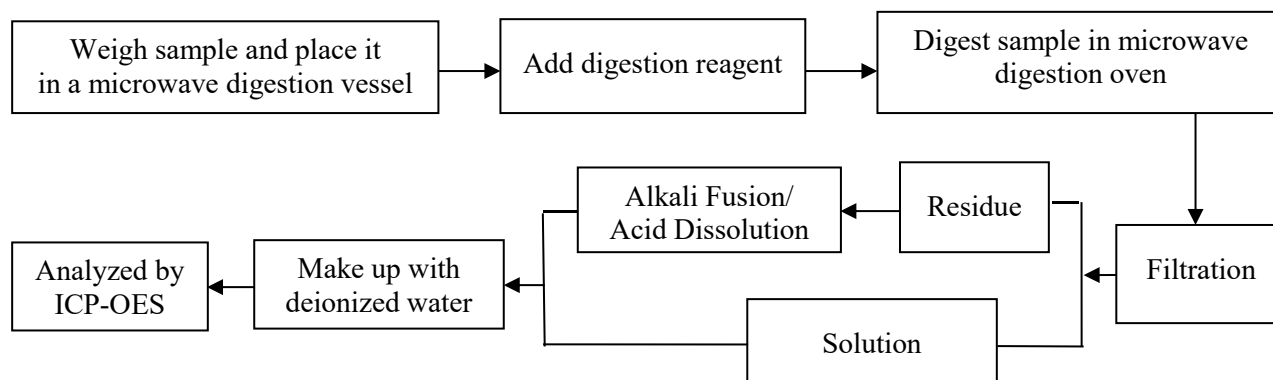 Weigh sample and place it
in a microwave digestion vessel
Add digestion reagent
Digest sample in microwave
digestion oven
Filtration
Residue
Alkali Fusion/
Acid Dissolution
Solution
Make up with
deionized water
Analyzed by
ICP-OES